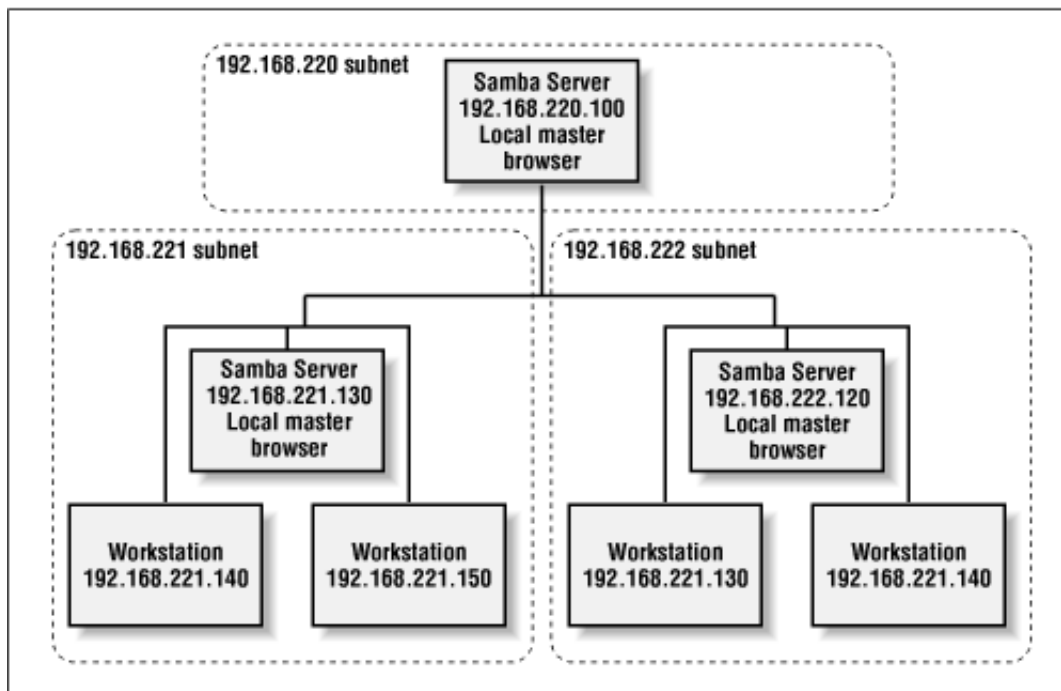 192.168.220 subnet
Samba Server
192.168.220.100
Local master
browser
192.168.221 subnet
192.168.222 subnet
Samba Server
192.168.221.130
Local master
browser
Samba Server
192.168.222.120
Local master
browser
Workstation
192.168.221.140
Workstation
192.168.221.150
Workstation
192.168.221.130
Workstation
192.168.221.140